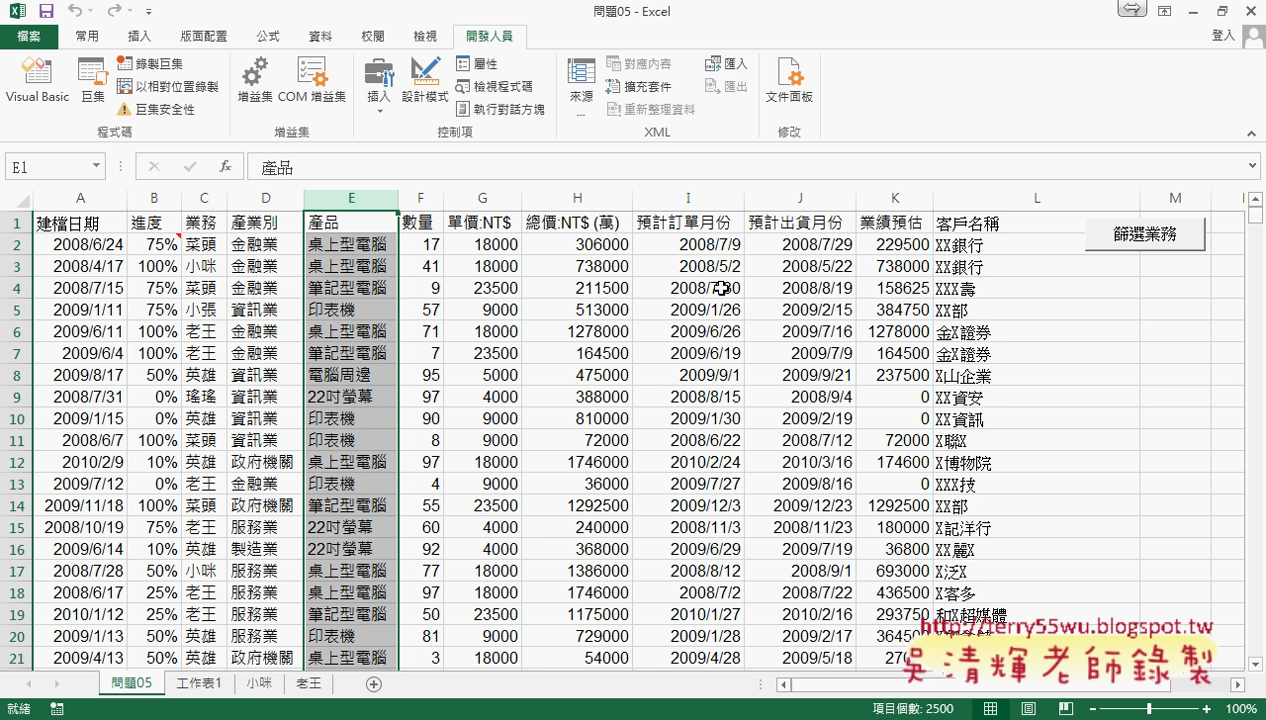 問題05 - Excel
檔案 常用 插入 版面配置 公式 資料 校閱 檢視 開發人員 登入
Visual Basic 巨集 錄製巨集 以相對位置錄製 巨集安全性 程式碼
增益集 COM 增益集 增益集
插入 設計模式 屬性 檢視程式碼 執行對話方塊 控制項
來源 ... 對應內容 擴充套件 重新整理資料 匯入 匯出 XML
文件面板 修改
E1 fx 產品
A B C D E F G H I J K L M
1 建檔日期 進度 業務 產業別 產品 數量 單價:NT$ 總價:NT$ (萬) 預計訂單月份 預計出貨月份 業績預估 客戶名稱 篩選業務
2 2008/6/24 75% 菜頭 金融業 桌上型電腦 17 18000 306000 2008/7/9 2008/7/29 229500 XX銀行
3 2008/4/17 100% 小咪 金融業 桌上型電腦 41 18000 738000 2008/5/2 2008/5/22 738000 XX銀行
4 2008/7/15 75% 菜頭 金融業 筆記型電腦 9 23500 211500 2008/7/30 2008/8/19 158625 XXX壽
5 2009/1/11 75% 小張 資訊業 印表機 57 9000 513000 2009/1/26 2009/2/15 384750 XX部
6 2009/6/11 100% 老王 金融業 桌上型電腦 71 18000 1278000 2009/6/26 2009/7/16 1278000 金X證券
7 2009/6/4 100% 老王 金融業 筆記型電腦 7 23500 164500 2009/6/19 2009/7/9 164500 金X證券
8 2009/8/17 50% 英雄 資訊業 電腦周邊 95 5000 475000 2009/9/1 2009/9/21 237500 X山企業
9 2008/7/31 0% 瑤瑤 資訊業 22吋螢幕 97 4000 388000 2008/8/15 2008/9/4 0 XX資安
10 2009/1/15 0% 英雄 資訊業 印表機 90 9000 810000 2009/1/30 2009/2/19 0 XX資訊
11 2008/6/7 100% 菜頭 資訊業 印表機 8 9000 72000 2008/6/22 2008/7/12 72000 X聯X
12 2010/2/9 10% 英雄 政府機關 桌上型電腦 97 18000 1746000 2010/2/24 2010/3/16 174600 X博物院
13 2009/7/12 0% 老王 金融業 印表機 4 9000 36000 2009/7/27 2009/8/16 0 XXX技
14 2009/11/18 100% 菜頭 政府機關 筆記型電腦 55 23500 1292500 2009/12/3 2009/12/23 1292500 XX部
15 2008/10/19 75% 老王 服務業 22吋螢幕 60 4000 240000 2008/11/3 2008/11/23 180000 X記洋行
16 2009/6/14 10% 英雄 製造業 22吋螢幕 92 4000 368000 2009/6/29 2009/7/19 36800 XX麗X
17 2008/7/28 50% 小咪 服務業 桌上型電腦 77 18000 1386000 2008/8/12 2008/9/1 693000 X泛X
18 2008/6/17 25% 老王 服務業 桌上型電腦 97 18000 1746000 2008/7/2 2008/7/22 436500 X客多
19 2010/1/12 25% 老王 服務業 筆記型電腦 50 23500 1175000 2010/1/27 2010/2/16 293750 和X超媒體
20 2009/1/13 50% 英雄 服務業 印表機 81 9000 729000 2009/1/28 2009/2/17
21 2009/4/13 50% 英雄 政府機關 桌上型電腦 3 18000 54000 2009/4/28 2009/5/18
http://terry55wu.blogspot.tw
吳清輝老師錄製
問題05 工作表1 小咪 老王
就緒 項目個數: 2500 100%